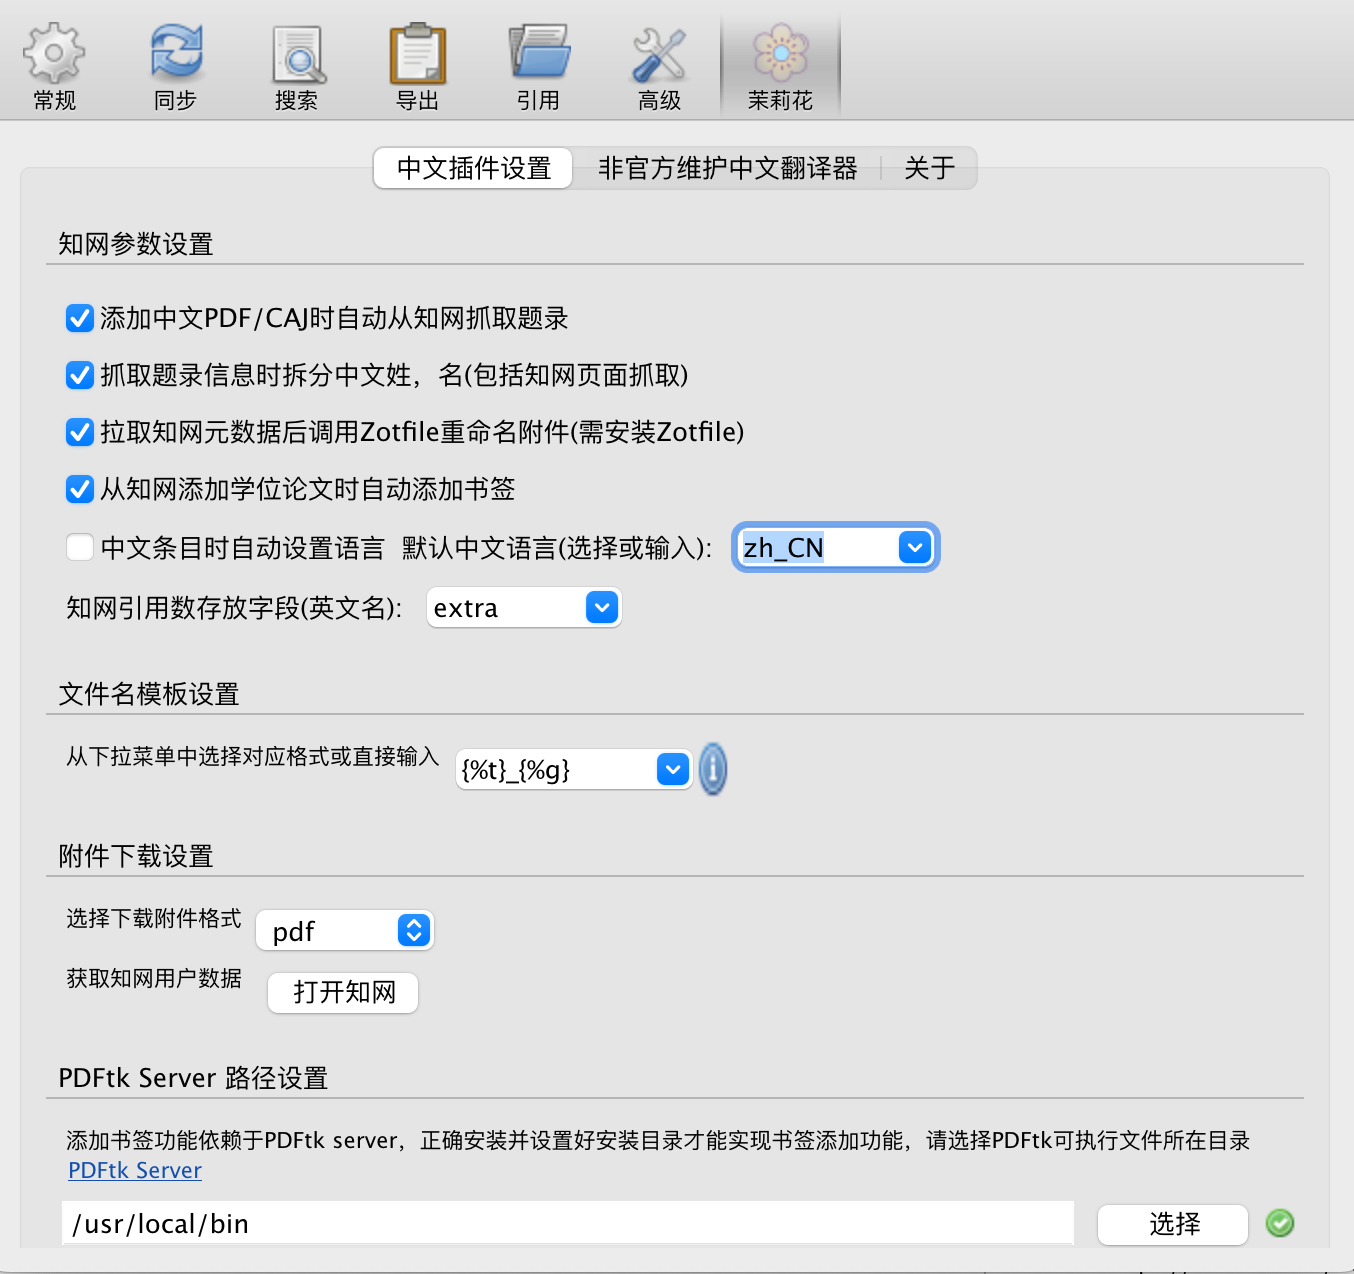 常规 同步 搜索 导出 引用 高级 茉莉花
中文插件设置 非官方维护中文翻译器 关于
知网参数设置
添加中文PDF/CAJ时自动从知网抓取题录
抓取题录信息时拆分中文姓，名(包括知网页面抓取)
拉取知网元数据后调用Zotfile重命名附件(需安装Zotfile)
从知网添加学位论文时自动添加书签
中文条目时自动设置语言 默认中文语言(选择或输入): zh_CN
知网引用数存放字段(英文名): extra
文件名模板设置
从下拉菜单中选择对应格式或直接输入 {%t}_{%g}
附件下载设置
选择下载附件格式 pdf
获取知网用户数据 打开知网
PDFtk Server 路径设置
添加书签功能依赖于PDFtk server，正确安装并设置好安装目录才能实现书签添加功能，请选择PDFtk可执行文件所在目录
PDFtk Server
/usr/local/bin 选择